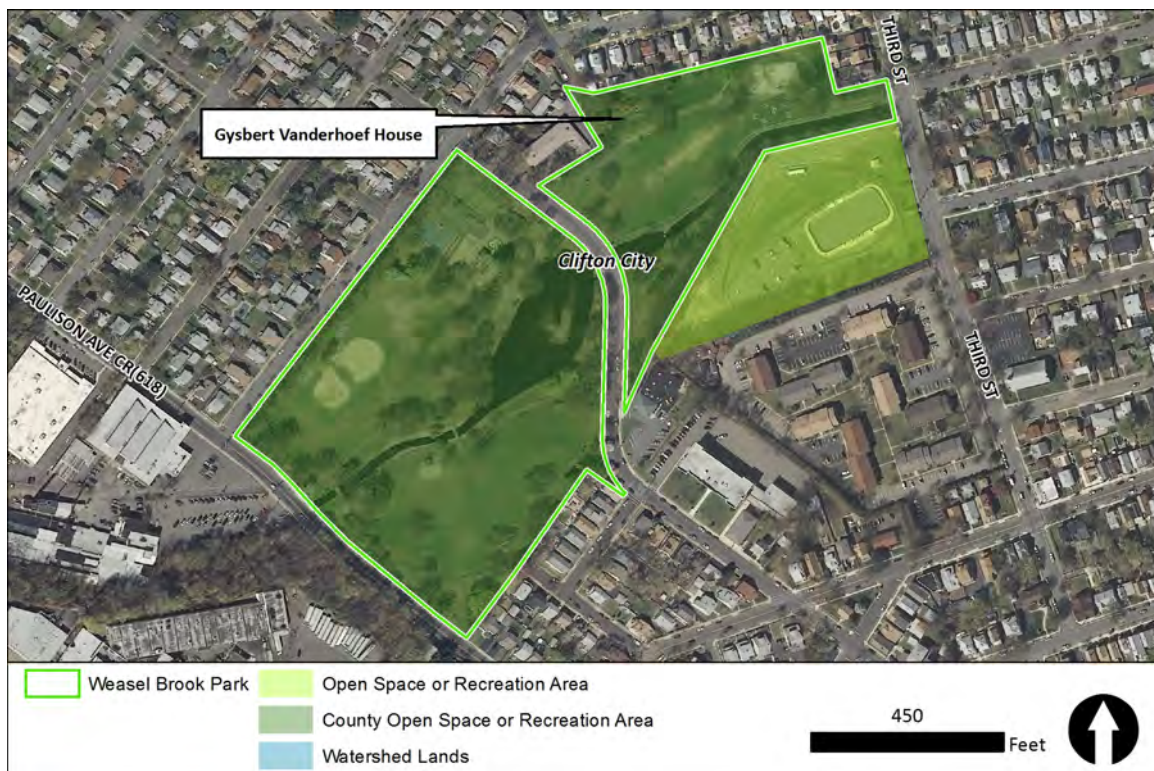 THIRD ST
Gysbert Vanderhoef House
Clifton City
PAULISON AVE CR(618)
THIRD ST
Weasel Brook Park
Open Space or Recreation Area
County Open Space or Recreation Area
Watershed Lands
450
Feet